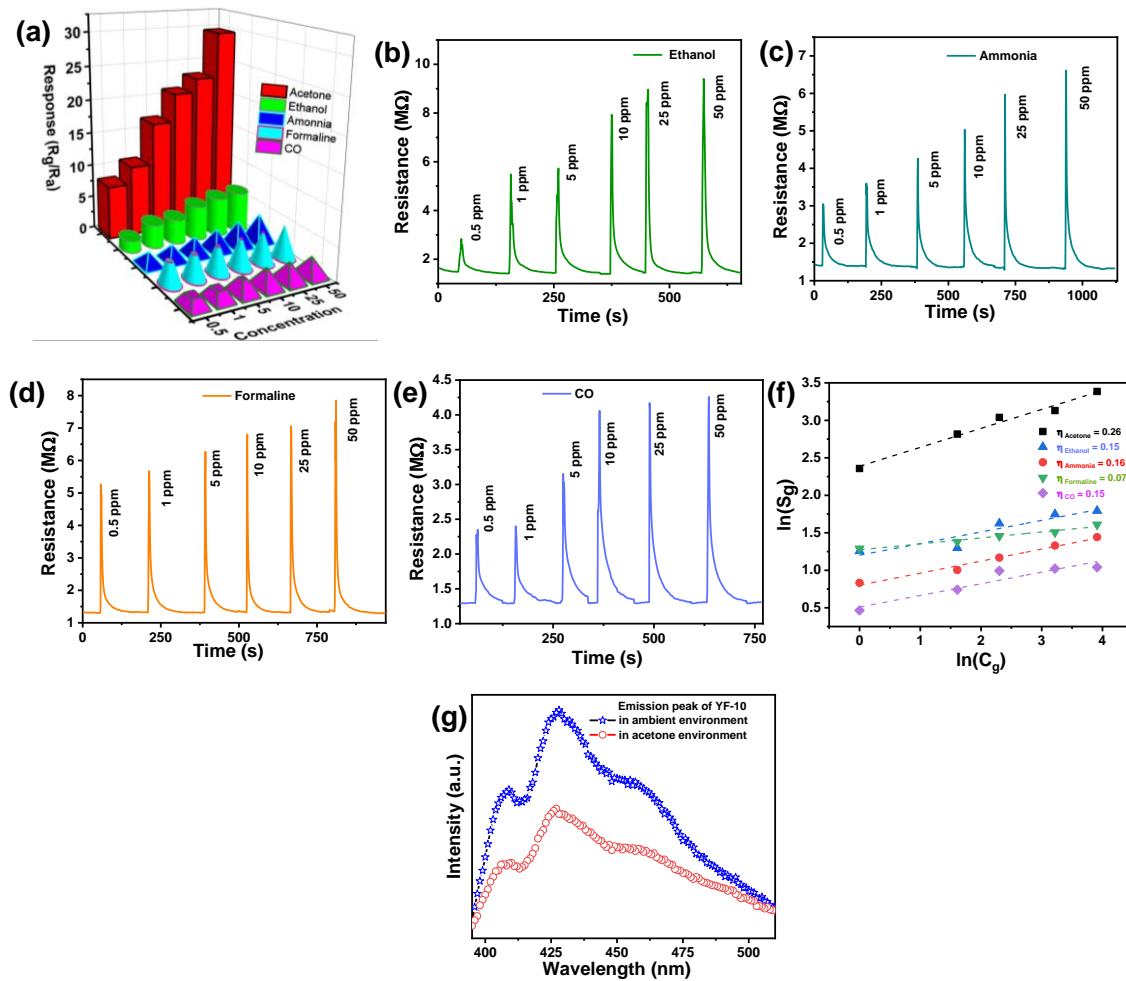 (a)
Response (Rg/Ra)
30
25
20
15
10
5
0
Acetone
Ethanol
Amonnia
Formaline
CO
0.5
1
5
10
25
50
Concentration
(b)
Ethanol
Resistance (MΩ)
10
8
6
4
2
0.5 ppm
1 ppm
5 ppm
10 ppm
25 ppm
50 ppm
0
250
500
Time (s)
(c)
Ammonia
Resistance (MΩ)
7
6
5
4
3
2
1
0.5 ppm
1 ppm
5 ppm
10 ppm
25 ppm
50 ppm
0
250
500
750
1000
Time (s)
(d)
Formaline
Resistance (MΩ)
8
7
6
5
4
3
2
1
0.5 ppm
1 ppm
5 ppm
10 ppm
25 ppm
50 ppm
0
250
500
750
Time (s)
(e)
CO
Resistance (MΩ)
4.5
4.0
3.5
3.0
2.5
2.0
1.5
1.0
0.5 ppm
1 ppm
5 ppm
10 ppm
25 ppm
50 ppm
250
500
750
Time (s)
(f)
ln(Sg)
3.5
3.0
2.5
2.0
1.5
1.0
0.5
η Acetone = 0.26
η Ethanol = 0.15
η Ammonia = 0.16
η Formaline = 0.07
η CO = 0.15
0
1
2
3
4
ln(Cg)
(g)
Emission peak of YF-10
in ambient environment
in acetone environment
Intensity (a.u.)
400
425
450
475
500
Wavelength (nm)